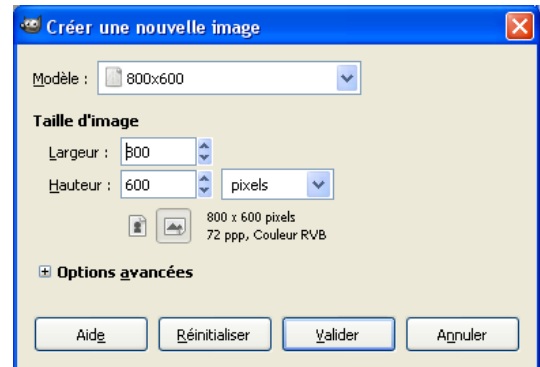 Créer une nouvelle image
Modèle : 800x600
Taille d'image
Largeur : 800
Hauteur : 600 pixels
800 x 600 pixels
72 ppp, Couleur RVB
Options avancées
Aide Réinitialiser Valider Annuler